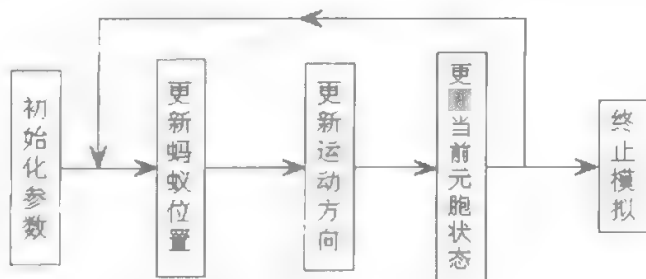 初始化参数
更新蚂蚁位置
更新运动方向
更当前元胞状态
终止模拟